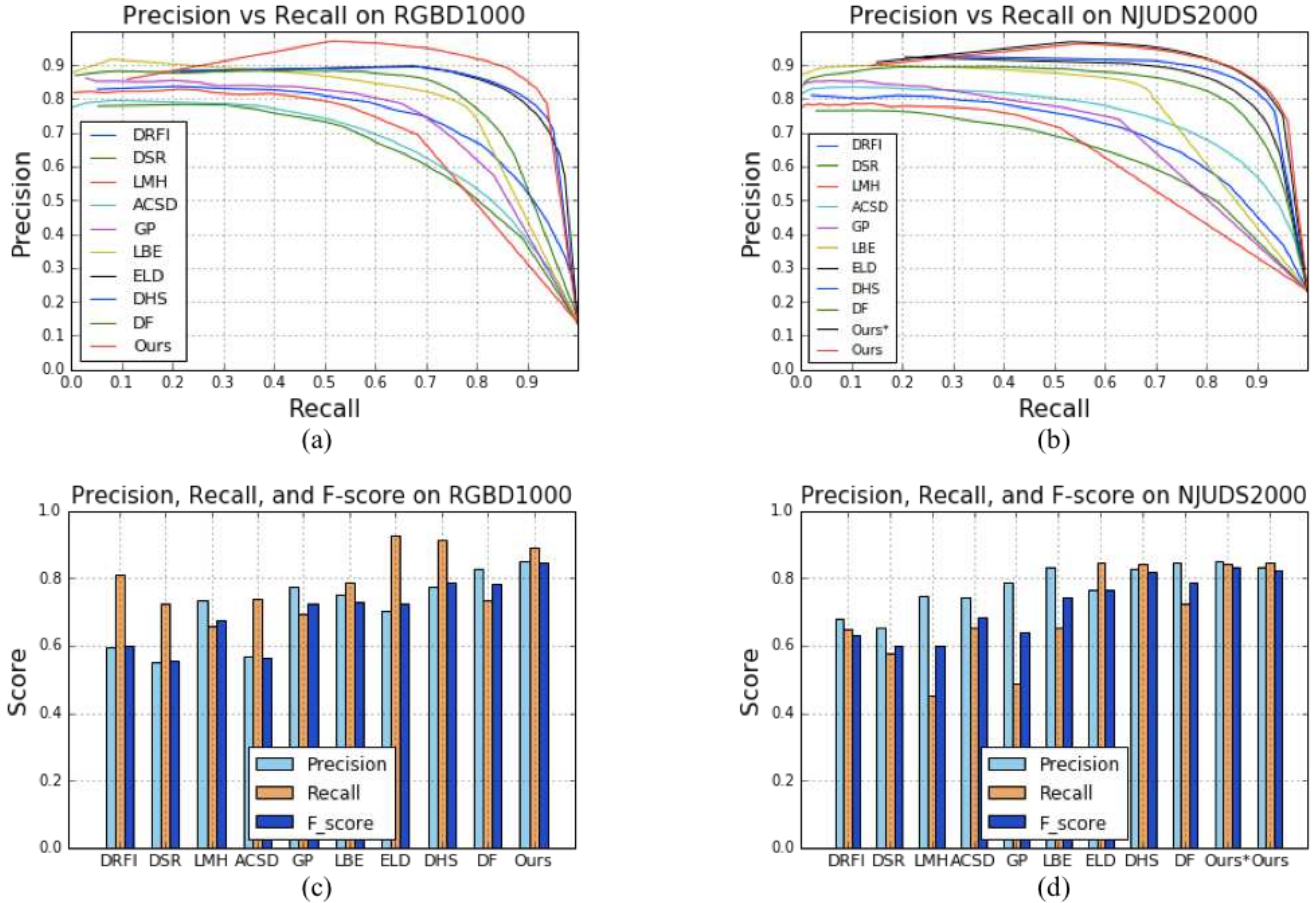 Precision vs Recall on RGBD1000
Precision
0.9
0.8
0.7
0.6
0.5
0.4
0.3
0.2
0.1
0.0
DRFI
DSR
LMH
ACSD
GP
LBE
ELD
DHS
DF
Ours
0.0 0.1 0.2 0.3 0.4 0.5 0.6 0.7 0.8 0.9
Recall
(a)
Precision vs Recall on NJUDS2000
Precision
0.9
0.8
0.7
0.6
0.5
0.4
0.3
0.2
0.1
0.0
DRFI
DSR
LMH
ACSD
GP
LBE
ELD
DHS
DF
Ours*
Ours
0.0 0.1 0.2 0.3 0.4 0.5 0.6 0.7 0.8 0.9
Recall
(b)
Precision, Recall, and F-score on RGBD1000
Score
1.0
0.8
0.6
0.4
0.2
0.0
Precision
Recall
F_score
DRFI DSR LMH ACSD GP LBE ELD DHS DF Ours
(c)
Precision, Recall, and F-score on NJUDS2000
Score
1.0
0.8
0.6
0.4
0.2
0.0
Precision
Recall
F_score
DRFI DSR LMH ACSD GP LBE ELD DHS DF Ours* Ours
(d)